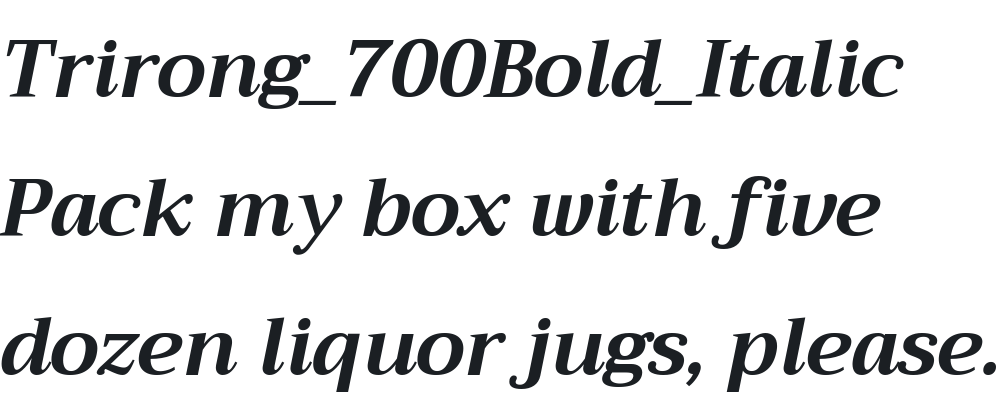 Trirong_700Bold_Italic
Pack my box with five
dozen liquor jugs, please.